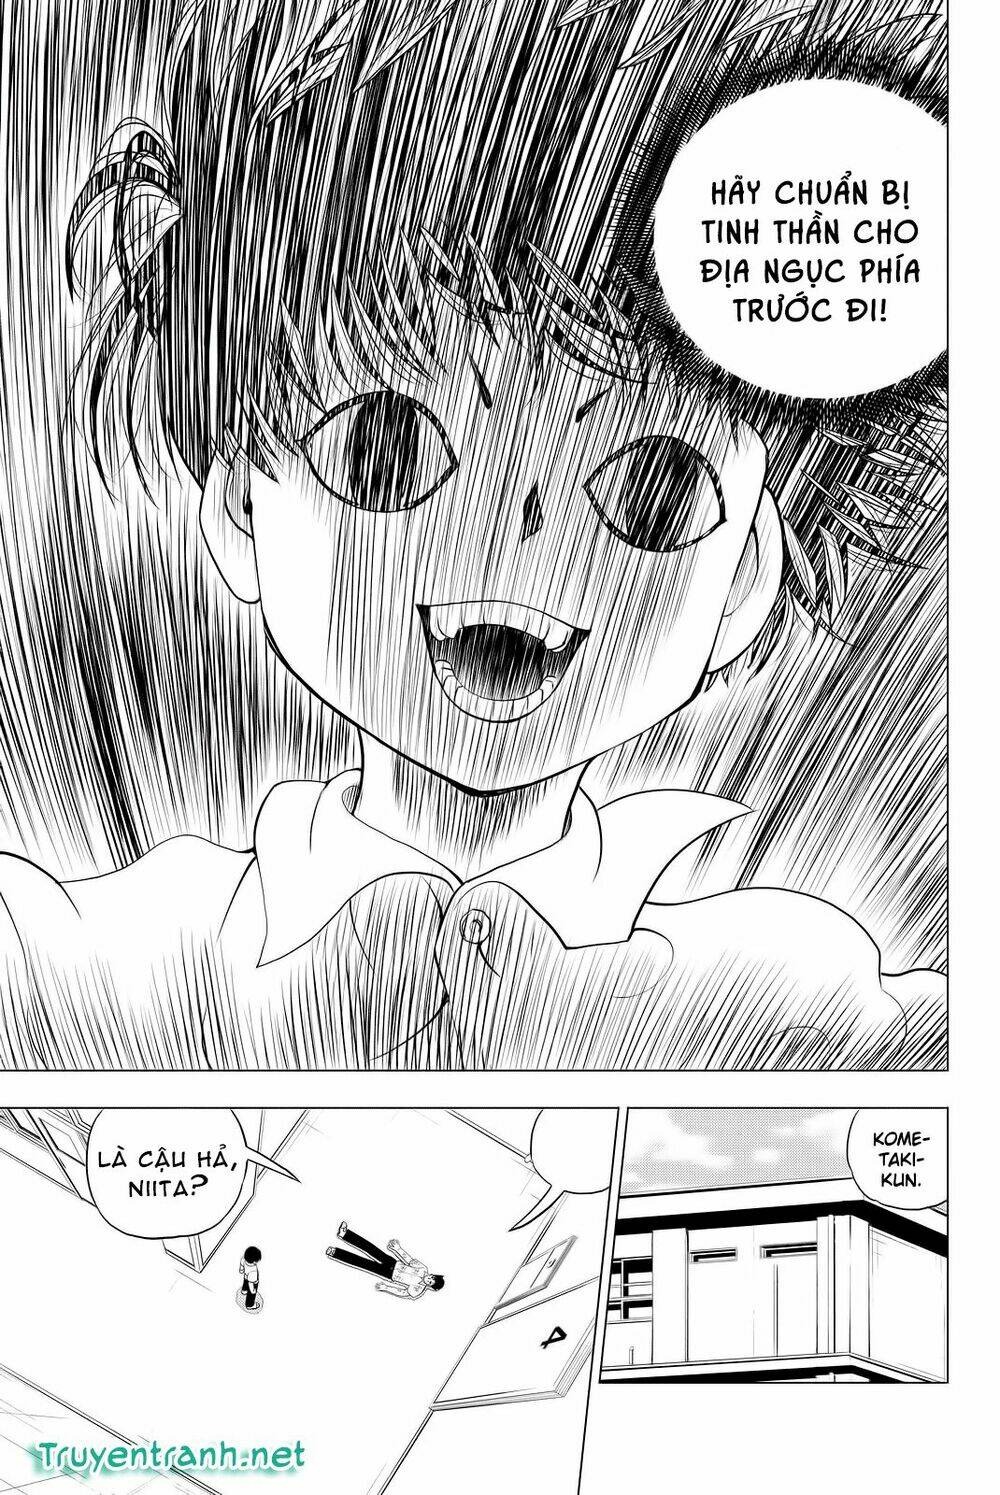 HÃY CHUẨN BỊ
TINH THẦN CHO
ĐỊA NGỤC PHÍA
TRƯỚC ĐI!
KOME-
TAKI-
KUN.
LÀ CẬU HẢ,
NIITA?
Truyentranh.net